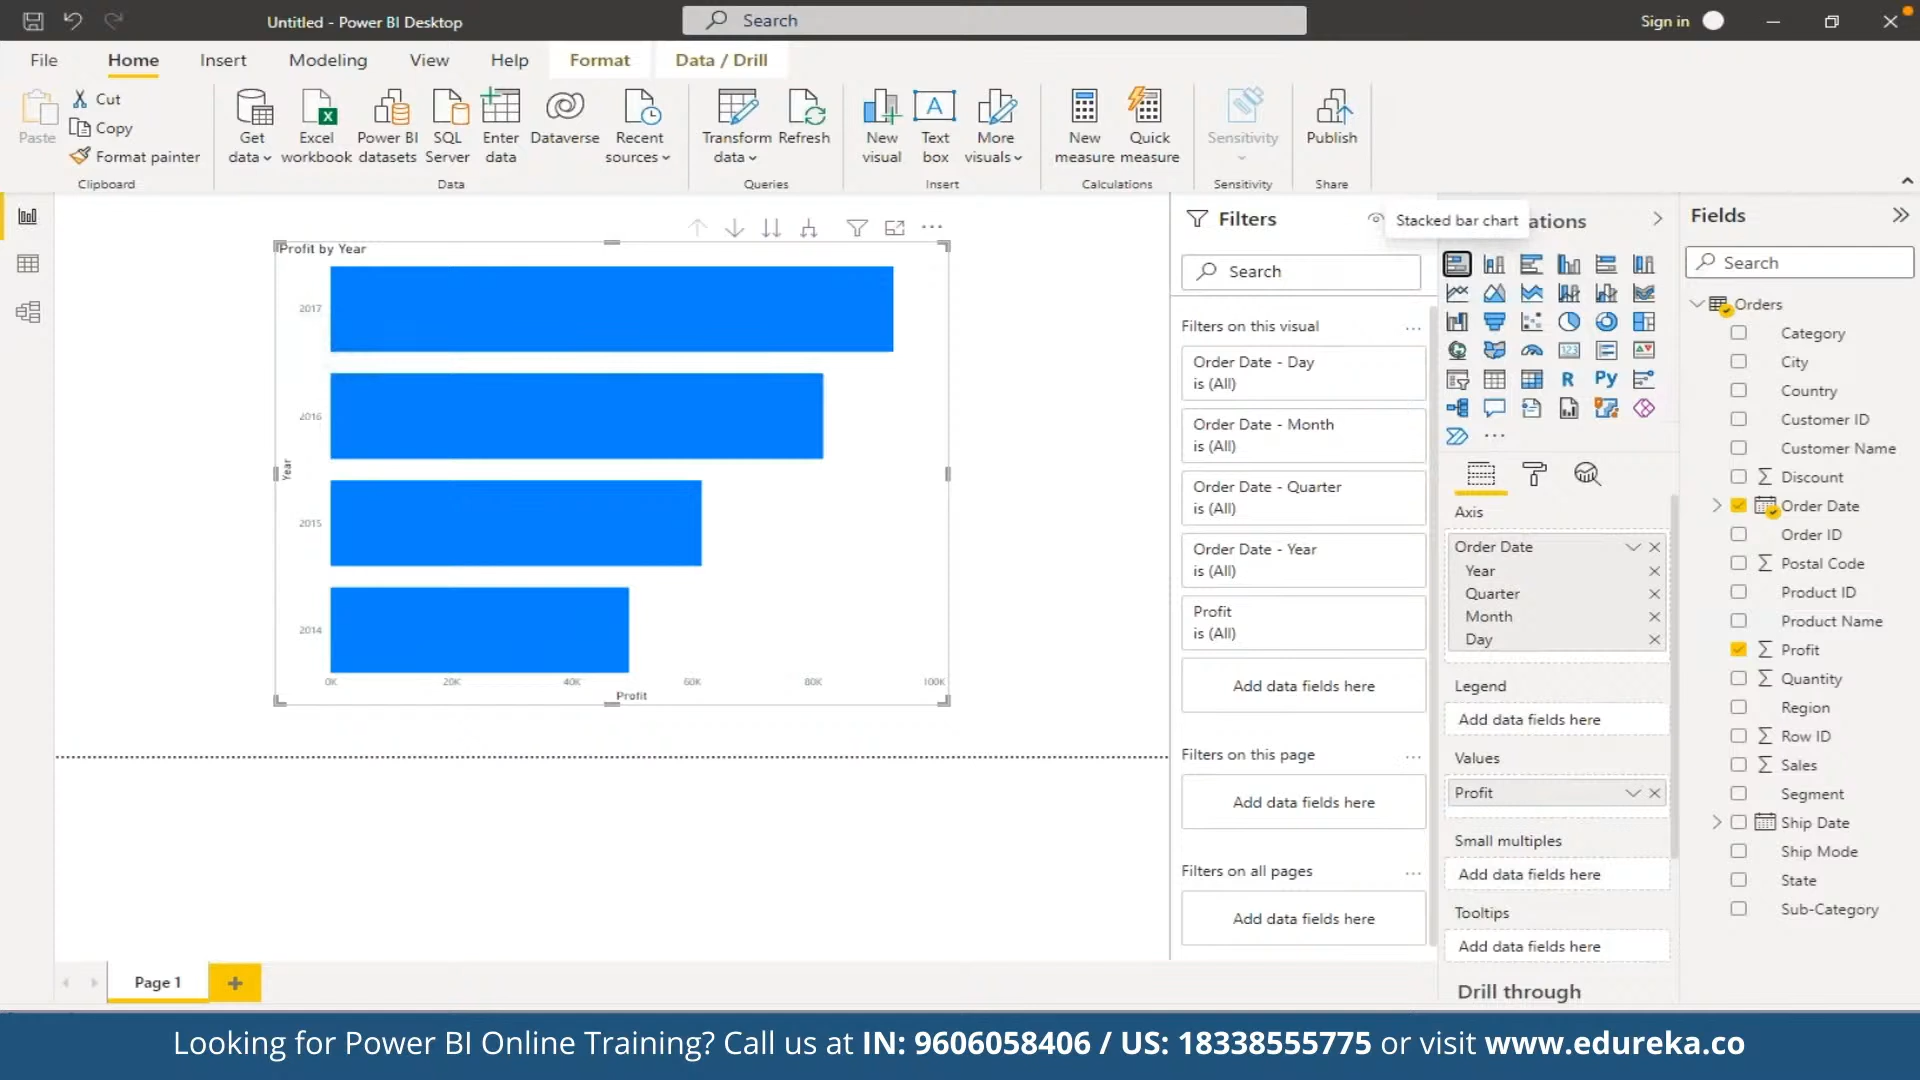 Untitled - Power BI Desktop
Search
Sign in
File
Home
Insert
Modeling
View
Help
Format
Data / Drill
Paste
Cut
Copy
Format painter
Clipboard
Get data
Excel workbook
Power BI datasets
SQL Server
Enter data
Dataverse
Recent sources
Data
Transform data
Refresh
Queries
New visual
Text box
More visuals
Insert
New measure
Quick measure
Calculations
Sensitivity
Sensitivity
Publish
Share
Profit by Year
2017
2016
2015
2014
Year
0K
20K
40K
60K
80K
100K
Profit
Filters
Search
Filters on this visual
Order Date - Day
is (All)
Order Date - Month
is (All)
Order Date - Quarter
is (All)
Order Date - Year
is (All)
Profit
is (All)
Add data fields here
Filters on this page
Add data fields here
Filters on all pages
Add data fields here
Stacked bar chart
ations
123
R
Py
Axis
Order Date
Year
Quarter
Month
Day
Legend
Add data fields here
Values
Profit
Small multiples
Add data fields here
Tooltips
Add data fields here
Drill through
Fields
Search
Orders
Category
City
Country
Customer ID
Customer Name
Discount
Order Date
Order ID
Postal Code
Product ID
Product Name
Profit
Quantity
Region
Row ID
Sales
Segment
Ship Date
Ship Mode
State
Sub-Category
Page 1
Looking for Power BI Online Training? Call us at IN: 9606058406 / US: 18338555775 or visit www.edureka.co